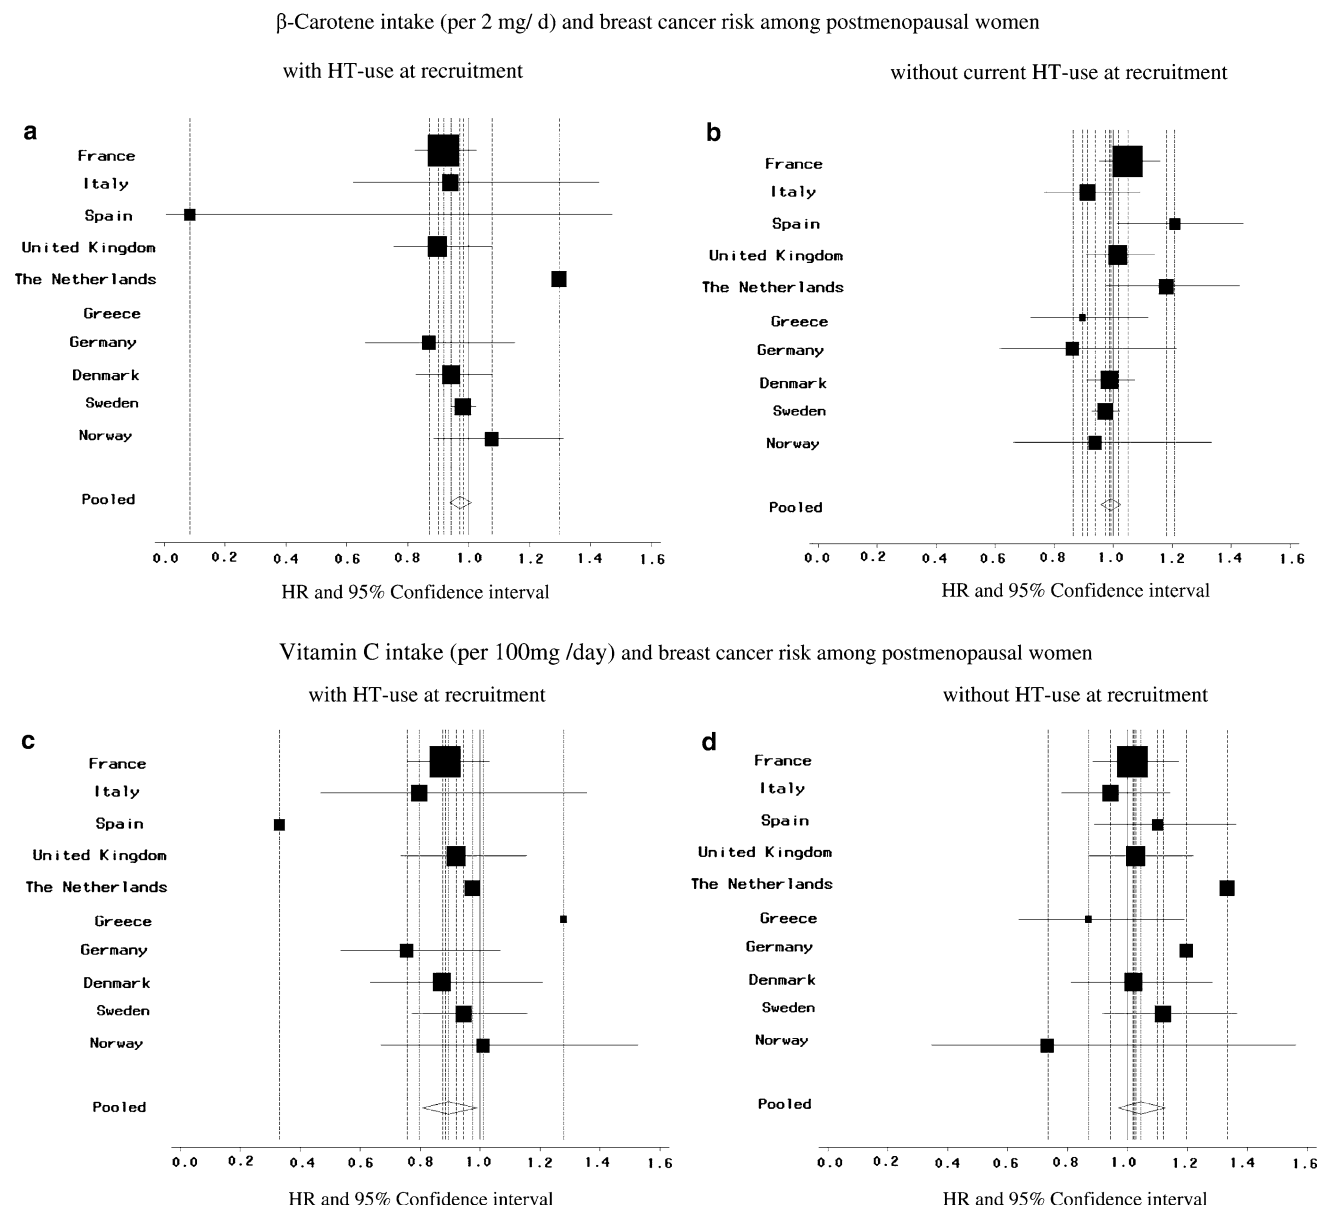 β-Carotene intake (per 2 mg/ d) and breast cancer risk among postmenopausal women
with HT-use at recruitment
without current HT-use at recruitment
a
France
Italy
Spain
United Kingdom
The Netherlands
Greece
Germany
Denmark
Sweden
Norway
Pooled
0.0 0.2 0.4 0.6 0.8 1.0 1.2 1.4 1.6
HR and 95% Confidence interval
b
France
Italy
Spain
United Kingdom
The Netherlands
Greece
Germany
Denmark
Sweden
Norway
Pooled
0.0 0.2 0.4 0.6 0.8 1.0 1.2 1.4 1.6
HR and 95% Confidence interval
Vitamin C intake (per 100mg /day) and breast cancer risk among postmenopausal women
with HT-use at recruitment
without HT-use at recruitment
c
France
Italy
Spain
United Kingdom
The Netherlands
Greece
Germany
Denmark
Sweden
Norway
Pooled
0.0 0.2 0.4 0.6 0.8 1.0 1.2 1.4 1.6
HR and 95% Confidence interval
d
France
Italy
Spain
United Kingdom
The Netherlands
Greece
Germany
Denmark
Sweden
Norway
Pooled
0.0 0.2 0.4 0.6 0.8 1.0 1.2 1.4 1.6
HR and 95% Confidence interval